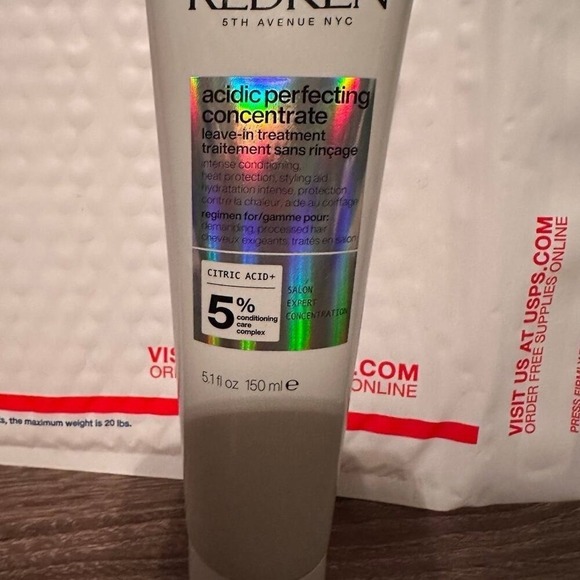 REDKEN
5TH AVENUE NYC
acidic perfecting
concentrate
leave-in treatment
traitement sans rinçage
intense conditioning,
heat protection, styling aid
hydratation intense, protection
contre la chaleur, aide au coiffage
regimen for/gamme pour:
demanding, processed hair
cheveux exigeants, traités en salon
CITRIC ACID+
5%
conditioning
care
complex
SALON
EXPERT
CONCENTRATION
5.1 fl oz 150 ml e
VIS
ORI
.COM
ONLINE
s, the maximum weight is 20 lbs.
VISIT US AT USPS.COM
ORDER FREE SUPPLIES ONLINE